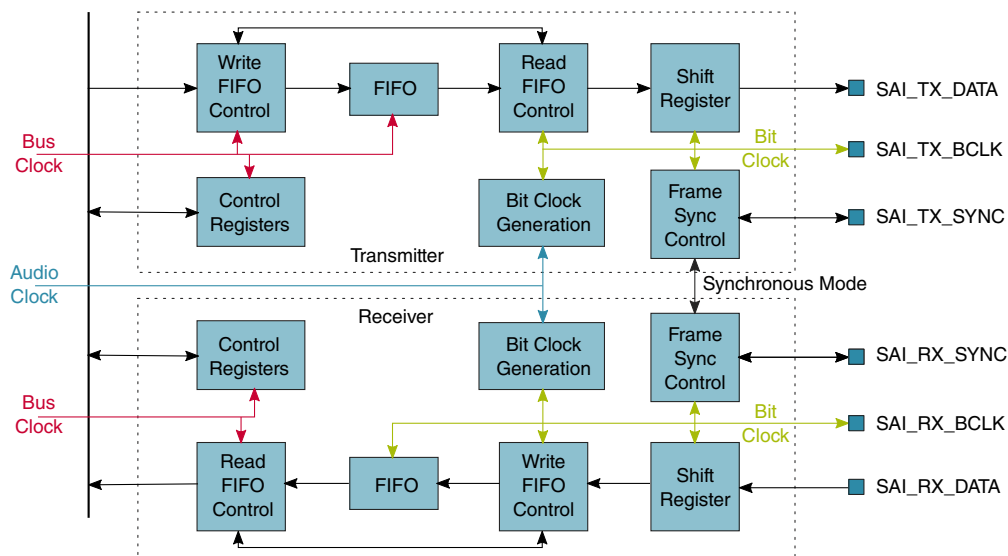 Write
FIFO
Control
FIFO
Read
FIFO
Control
Shift
Register
SAI_TX_DATA
Bus
Clock
Bit
Clock
SAI_TX_BCLK
Control
Registers
Bit Clock
Generation
Frame
Sync
Control
SAI_TX_SYNC
Transmitter
Audio
Clock
Synchronous Mode
Receiver
Control
Registers
Bit Clock
Generation
Frame
Sync
Control
SAI_RX_SYNC
Bus
Clock
Bit
Clock
SAI_RX_BCLK
Read
FIFO
Control
FIFO
Write
FIFO
Control
Shift
Register
SAI_RX_DATA